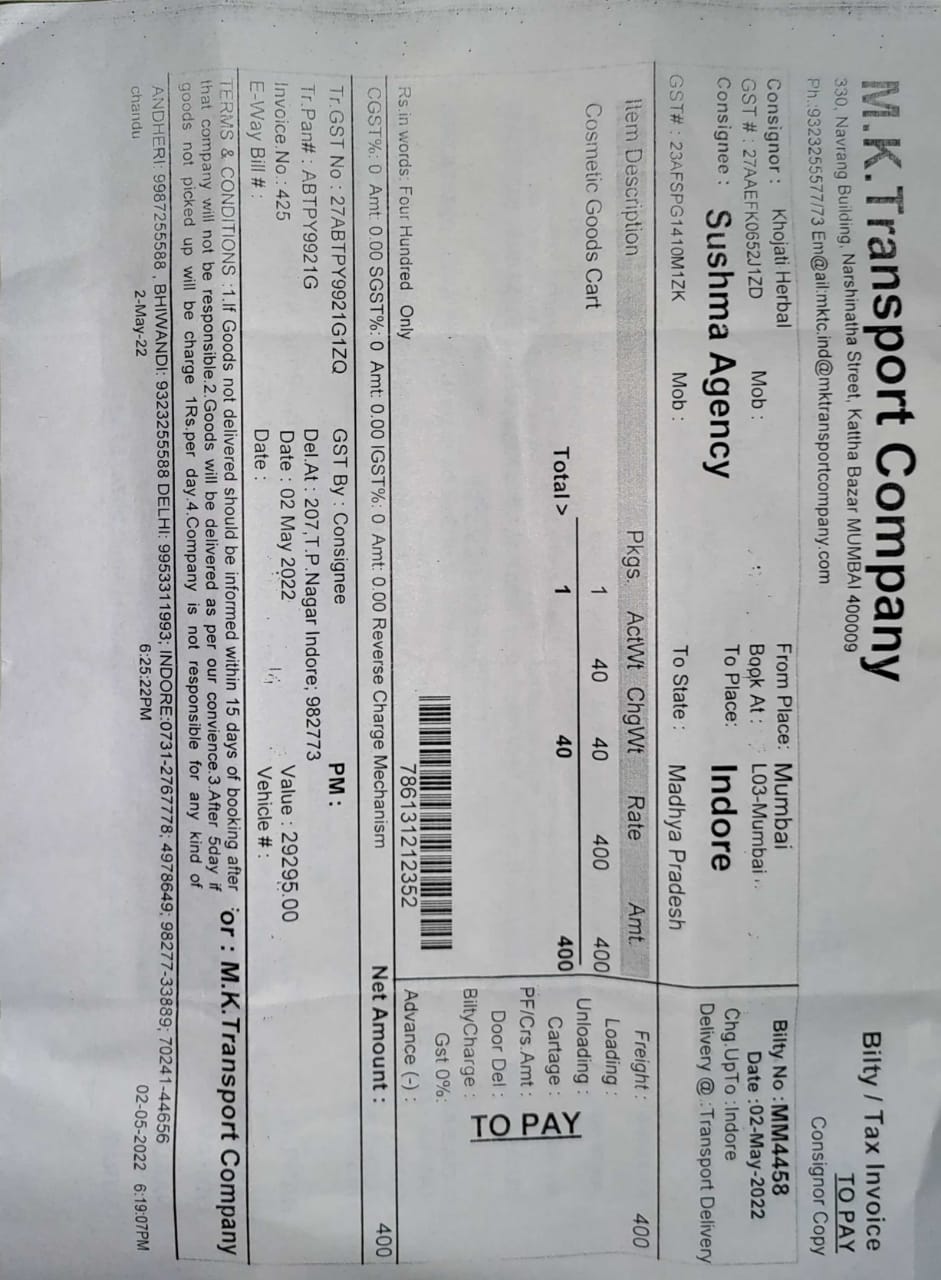 M.K.Transport Company
Bilty / Tax Invoice
330, Navrang Building, Narshinatha Street, Kattha Bazar MUMBAI 400009
TO PAY
Ph.:9323255577/73 Em@ail:mktc.ind@mktransportcompany.com
Consignor Copy
Consignor : Khojati Herbal
From Place: Mumbai
Bilty No :MM4458
GST # : 27AAEFK0652J1ZD Mob :
Book At : L03-Mumbai
Date :02-May-2022
Consignee : Sushma Agency
To Place: Indore
Chg.UpTo :Indore
GST# : 23AFSPG1410M1ZK Mob :
To State : Madhya Pradesh
Delivery @ .:Transport Delivery
Item Description Pkgs. ActWt ChgWt Rate Amt
Freight : 400
Cosmetic Goods Cart 1 40 40 400 400
Loading :
Unloading :
Total > 1 40 400
Cartage :
PF/Crs.Amt :
TO PAY
Door Del :
BiltyCharge :
Gst 0%:
786131212352
Rs.in words: Four Hundred Only
Advance (-) :
CGST%: 0 Amt: 0.00 SGST%: 0 Amt: 0.00 IGST%: 0 Amt: 0.00 Reverse Charge Mechanism
Net Amount : 400
Tr.GST No : 27ABTPY9921G1ZQ GST By : Consignee PM :
Tr.Pan# : ABTPY9921G Del.At : 207,T.P.Nagar Indore; 982773
Invoice.No.: 425 Date : 02 May 2022 Value : 29295.00
E-Way Bill # : Date : Vehicle # :
TERMS & CONDITIONS :1.If Goods not delivered should be informed within 15 days of booking after
that company will not be responsible.2.Goods will be delivered as per our convience.3.After 5day if
goods not picked up will be charge 1Rs.per day.4.Company is not responsible for any kind of
or : M.K.Transport Company
ANDHERI: 9987255588 , BHIWANDI: 9323255588 DELHI: 9953311993; INDORE:0731-2767778; 4978649; 98277-33889; 70241-44656
chandu 2-May-22 6:25:22PM 02-05-2022 6:19:07PM